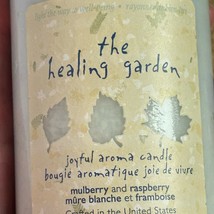 the
healing garden
joyful aroma candle
bougie aromatique joie de vivre
mulberry and raspberry
mûre blanche et framboise
Crafted in the United States